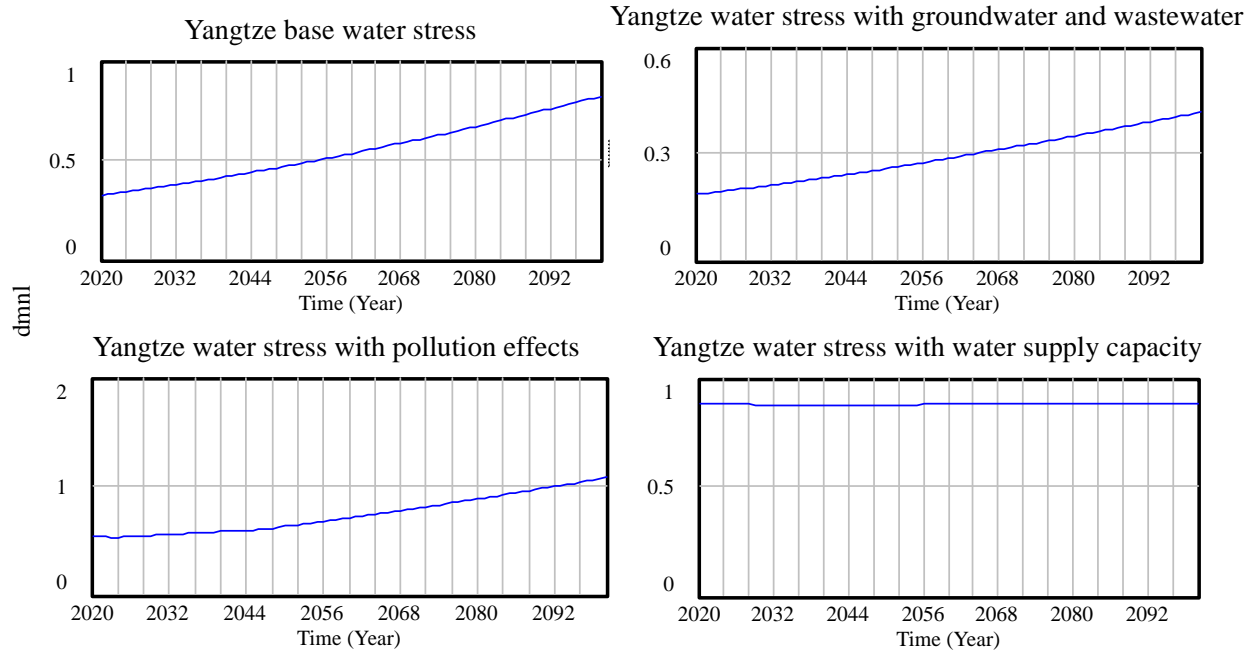 Yangtze base water stress
1
0.5
0
2020 2032 2044 2056 2068 2080 2092
Time (Year)
Yangtze water stress with groundwater and wastewater
0.6
0.3
0
2020 2032 2044 2056 2068 2080 2092
Time (Year)
dmnl
Yangtze water stress with pollution effects
2
1
0
2020 2032 2044 2056 2068 2080 2092
Time (Year)
Yangtze water stress with water supply capacity
1
0.5
0
2020 2032 2044 2056 2068 2080 2092
Time (Year)